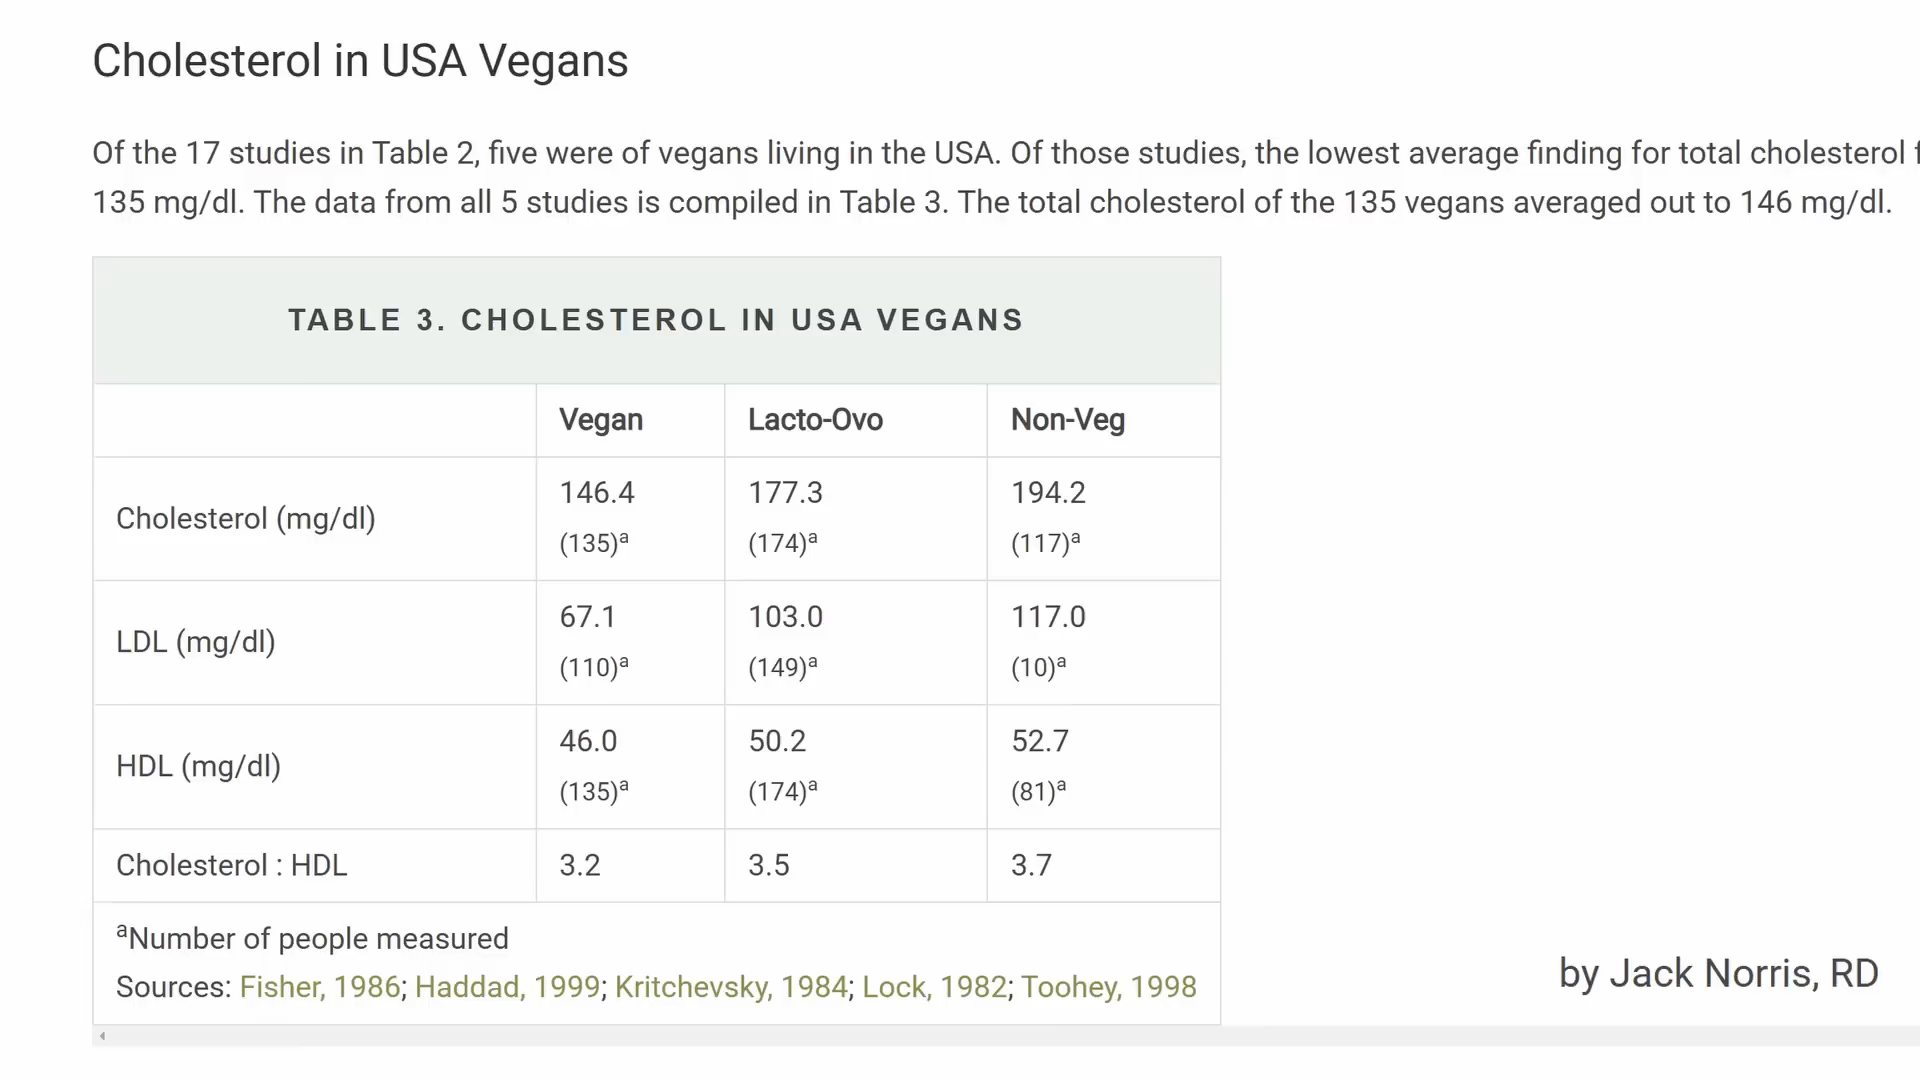 Cholesterol in USA Vegans
Of the 17 studies in Table 2, five were of vegans living in the USA. Of those studies, the lowest average finding for total cholesterol
135 mg/dl. The data from all 5 studies is compiled in Table 3. The total cholesterol of the 135 vegans averaged out to 146 mg/dl.
TABLE 3. CHOLESTEROL IN USA VEGANS
Vegan Lacto-Ovo Non-Veg
Cholesterol (mg/dl) 146.4 (135)ª 177.3 (174)ª 194.2 (117)ª
LDL (mg/dl) 67.1 (110)ª 103.0 (149)ª 117.0 (10)ª
HDL (mg/dl) 46.0 (135)ª 50.2 (174)ª 52.7 (81)ª
Cholesterol : HDL 3.2 3.5 3.7
ªNumber of people measured
Sources: Fisher, 1986; Haddad, 1999; Kritchevsky, 1984; Lock, 1982; Toohey, 1998
by Jack Norris, RD